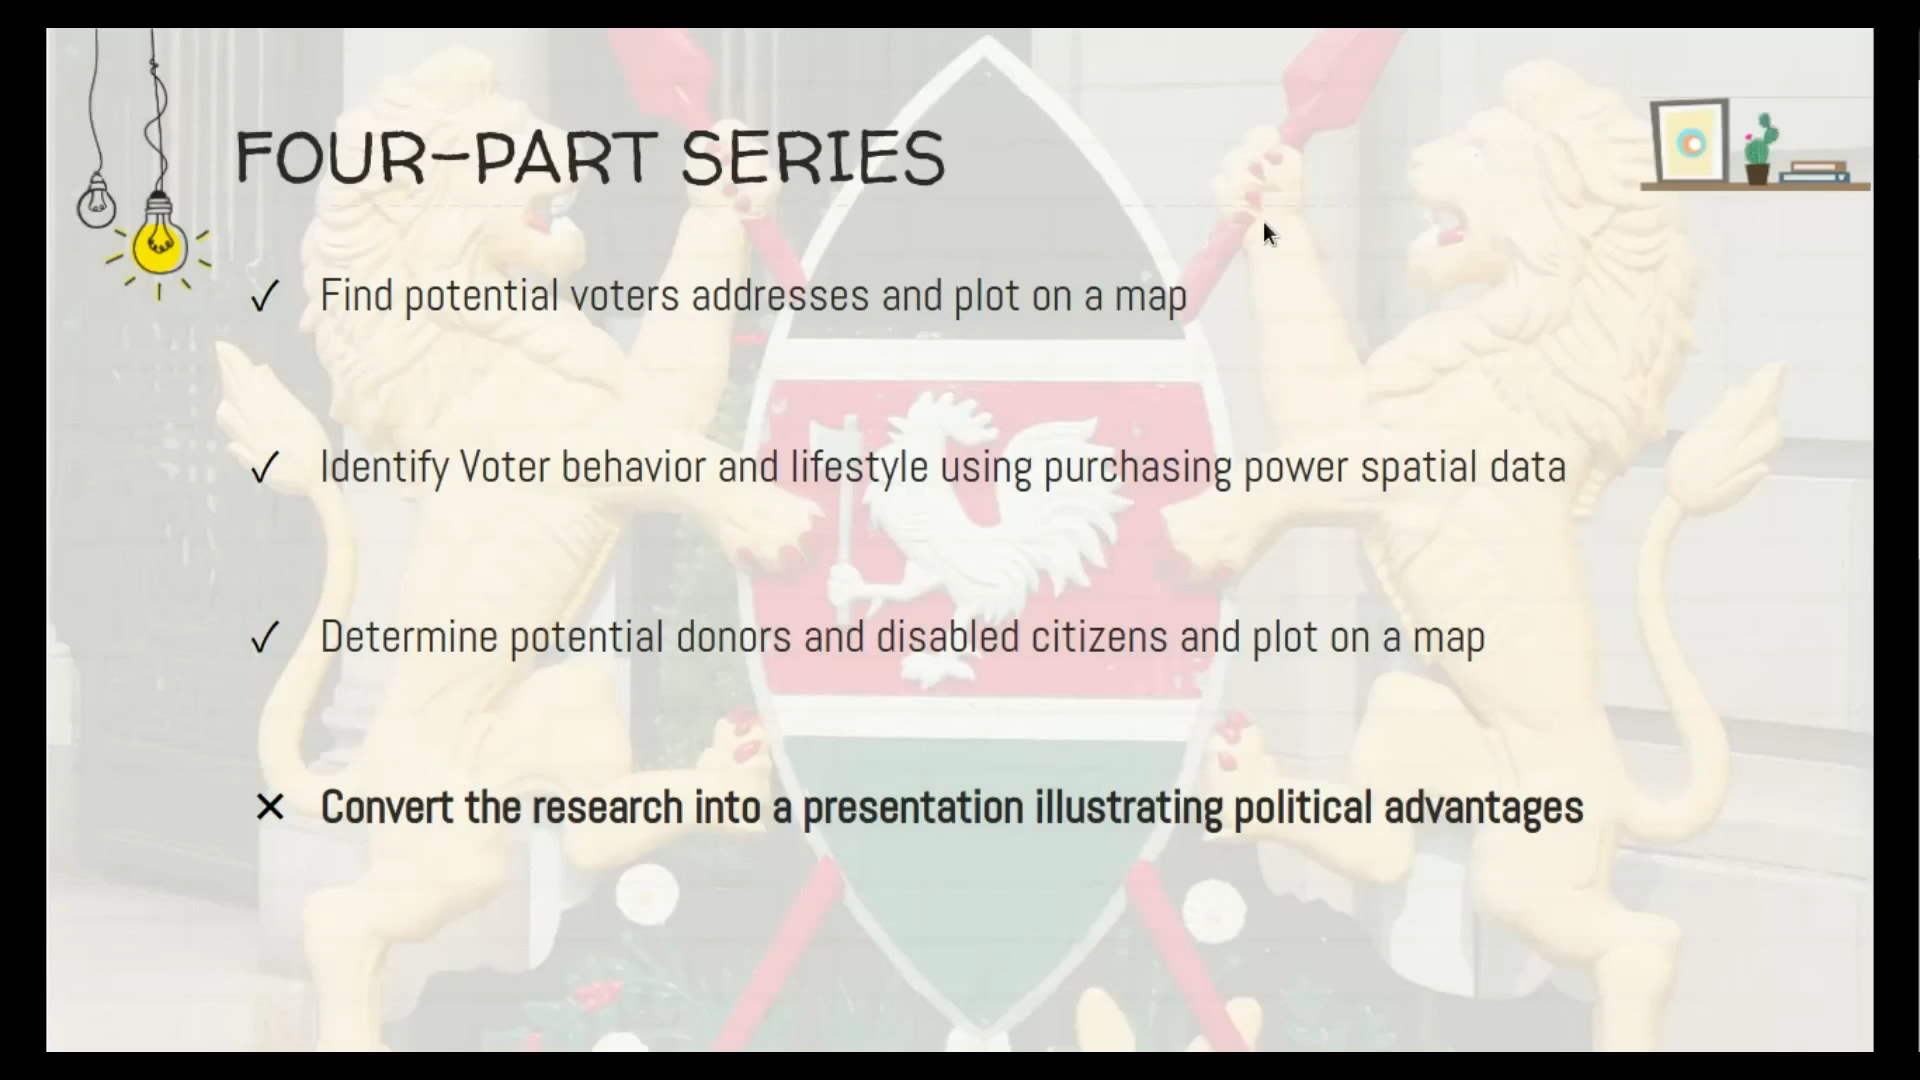 FOUR-PART SERIES
✓ Find potential voters addresses and plot on a map
✓ Identify Voter behavior and lifestyle using purchasing power spatial data
✓ Determine potential donors and disabled citizens and plot on a map
✕ Convert the research into a presentation illustrating political advantages